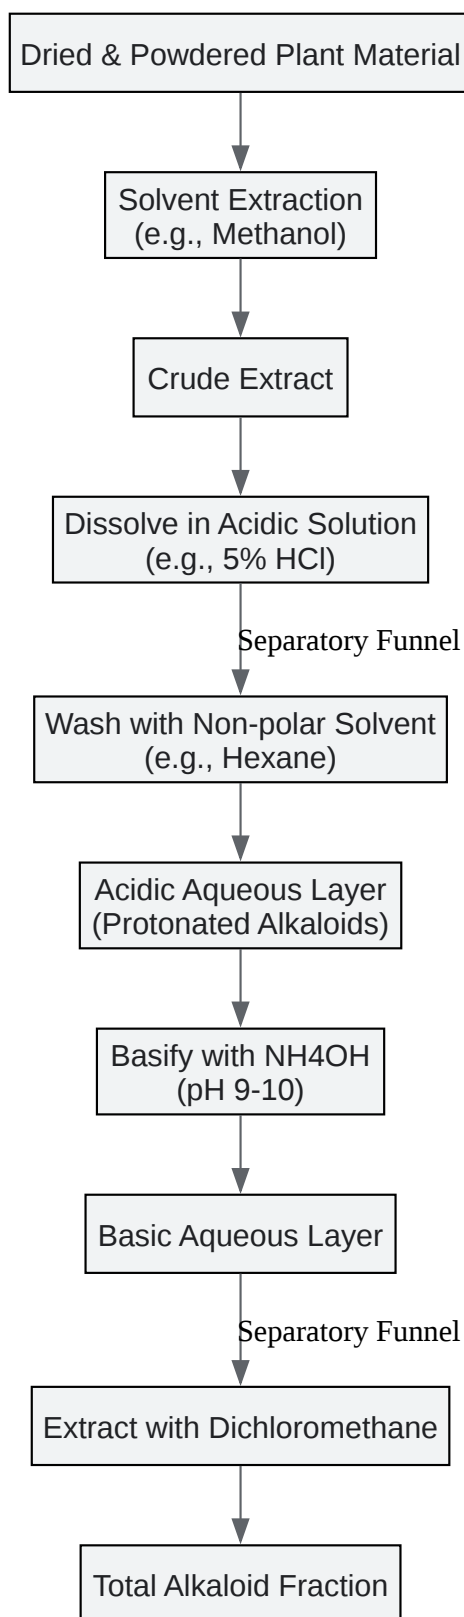 Dried & Powdered Plant Material
Solvent Extraction
(e.g., Methanol)
Crude Extract
Dissolve in Acidic Solution
(e.g., 5% HCl)
Separatory Funnel
Wash with Non-polar Solvent
(e.g., Hexane)
Acidic Aqueous Layer
(Protonated Alkaloids)
Basify with NH4OH
(pH 9-10)
Basic Aqueous Layer
Separatory Funnel
Extract with Dichloromethane
Total Alkaloid Fraction